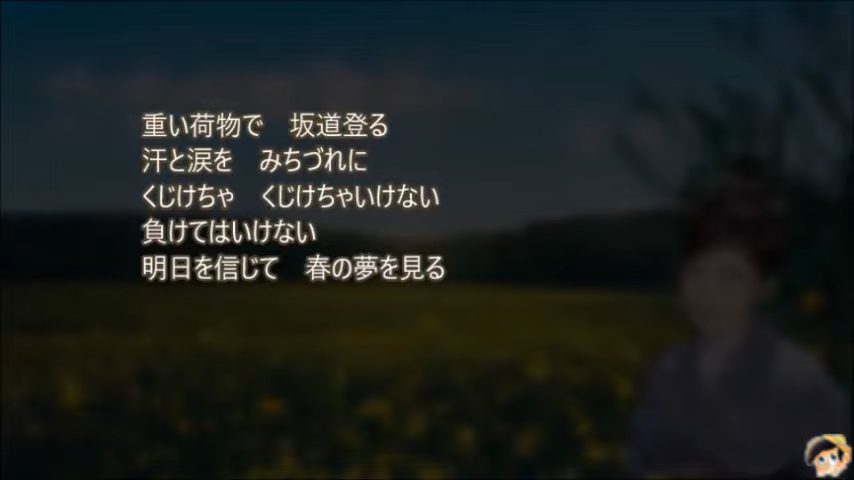 重い荷物で　坂道登る
汗と涙を　みちづれに
くじけちゃ　くじけちゃいけない
負けてはいけない
明日を信じて　春の夢を見る